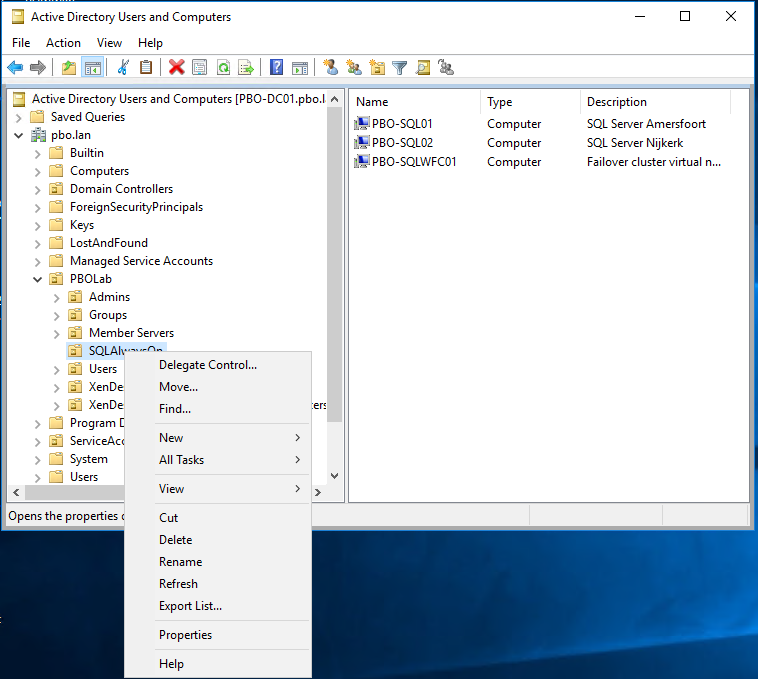 Active Directory Users and Computers
File Action View Help
Active Directory Users and Computers [PBO-DC01.pbo.l
Saved Queries
pbo.lan
Builtin
Computers
Domain Controllers
ForeignSecurityPrincipals
Keys
LostAndFound
Managed Service Accounts
PBOLab
Admins
Groups
Member Servers
SQLAlwaysOn
Users
XenDe
XenDe ters
Program D
ServiceAcc
System
Users
Name Type Description
PBO-SQL01 Computer SQL Server Amersfoort
PBO-SQL02 Computer SQL Server Nijkerk
PBO-SQLWFC01 Computer Failover cluster virtual n...
Delegate Control...
Move...
Find...
New
All Tasks
View
Cut
Delete
Rename
Refresh
Export List...
Properties
Help
Opens the properties